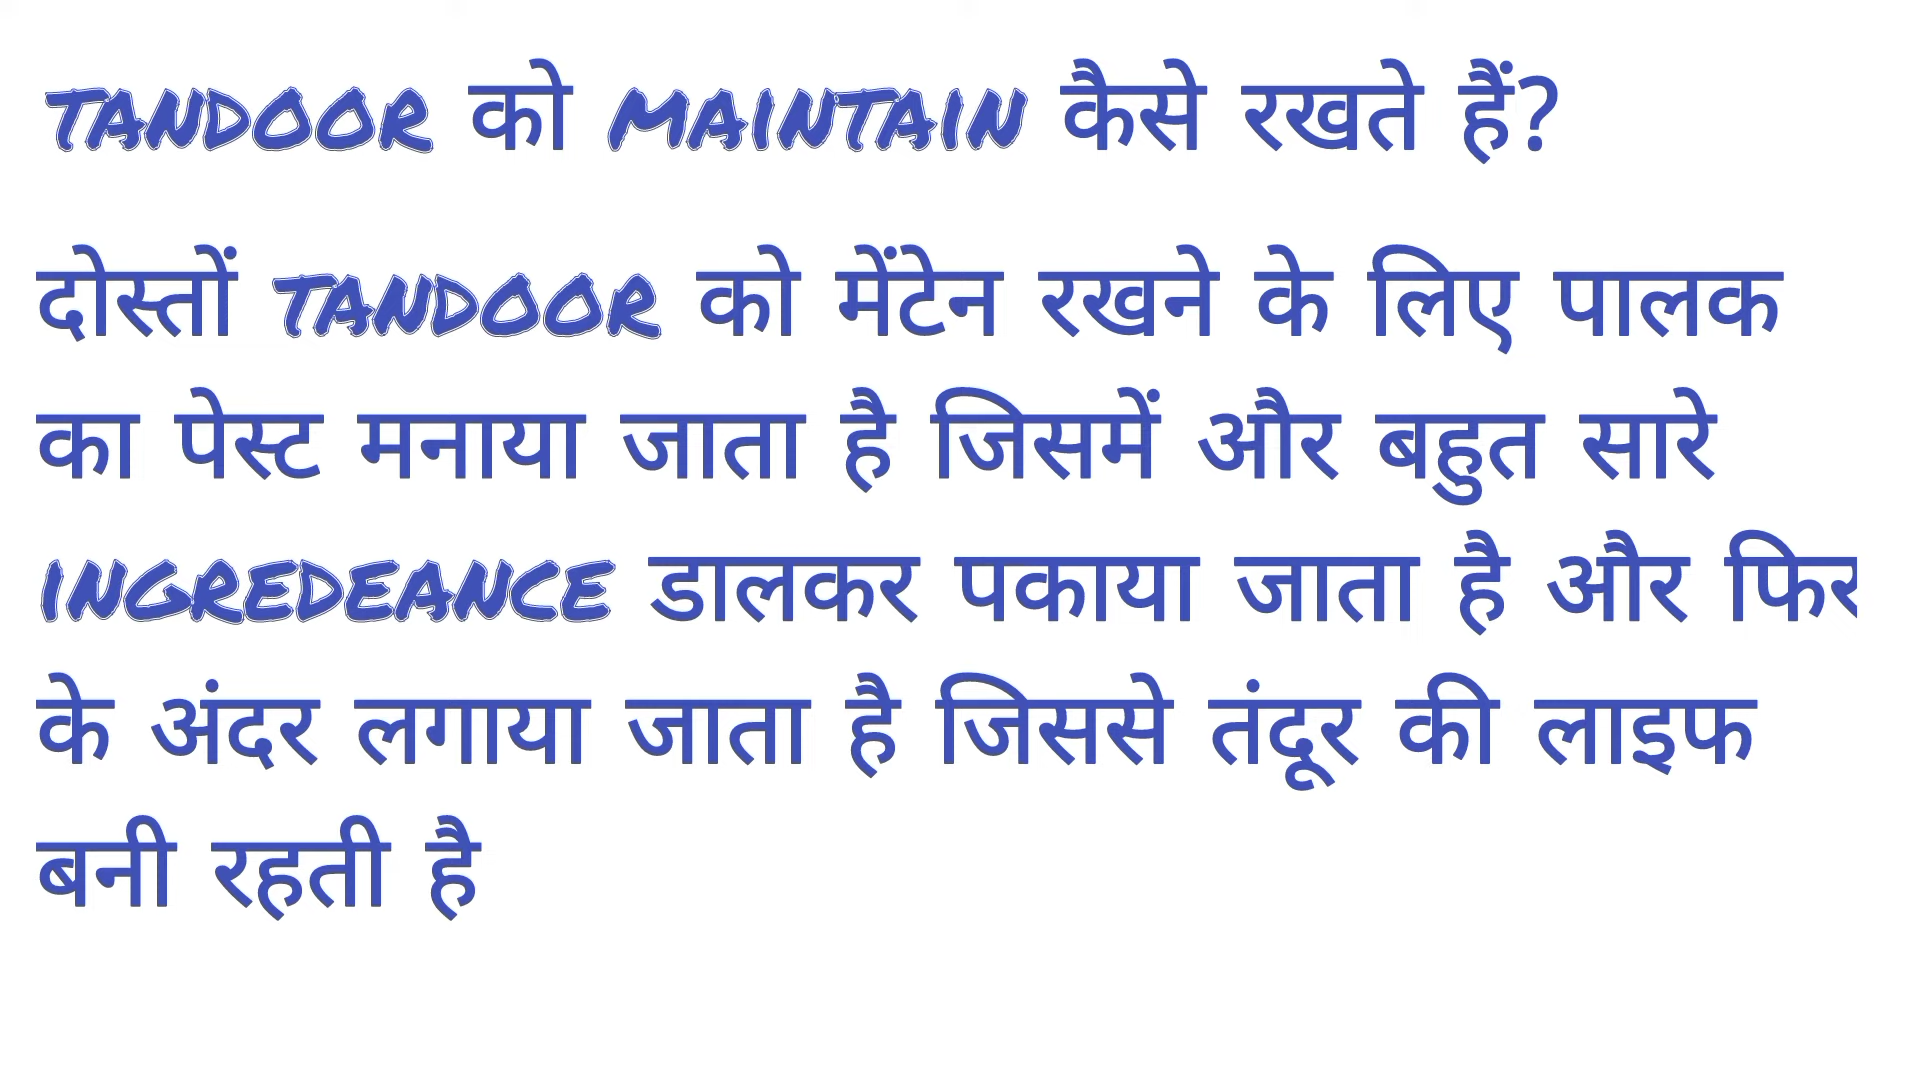 TANDOOR को MAINTAIN कैसे रखते हैं?
दोस्तों TANDOOR को मेंटेन रखने के लिए पालक
का पेस्ट मनाया जाता है जिसमें और बहुत सारे
INGREDEANCE डालकर पकाया जाता है और फिर
के अंदर लगाया जाता है जिससे तंदूर की लाइफ
बनी रहती है